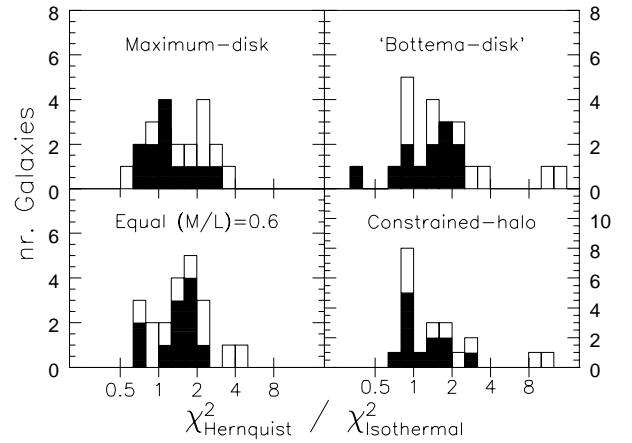 8
8
Maximum-disk
'Bottema-disk'
6
6
4
4
2
2
0
0
Equal (M/L)=0.6
Constrained-halo
10
6
8
4
6
4
2
2
0
0
0.5 1 2 4 8
0.5 1 2 4 8
nr. Galaxies
χ²Hernquist / χ²Isothermal